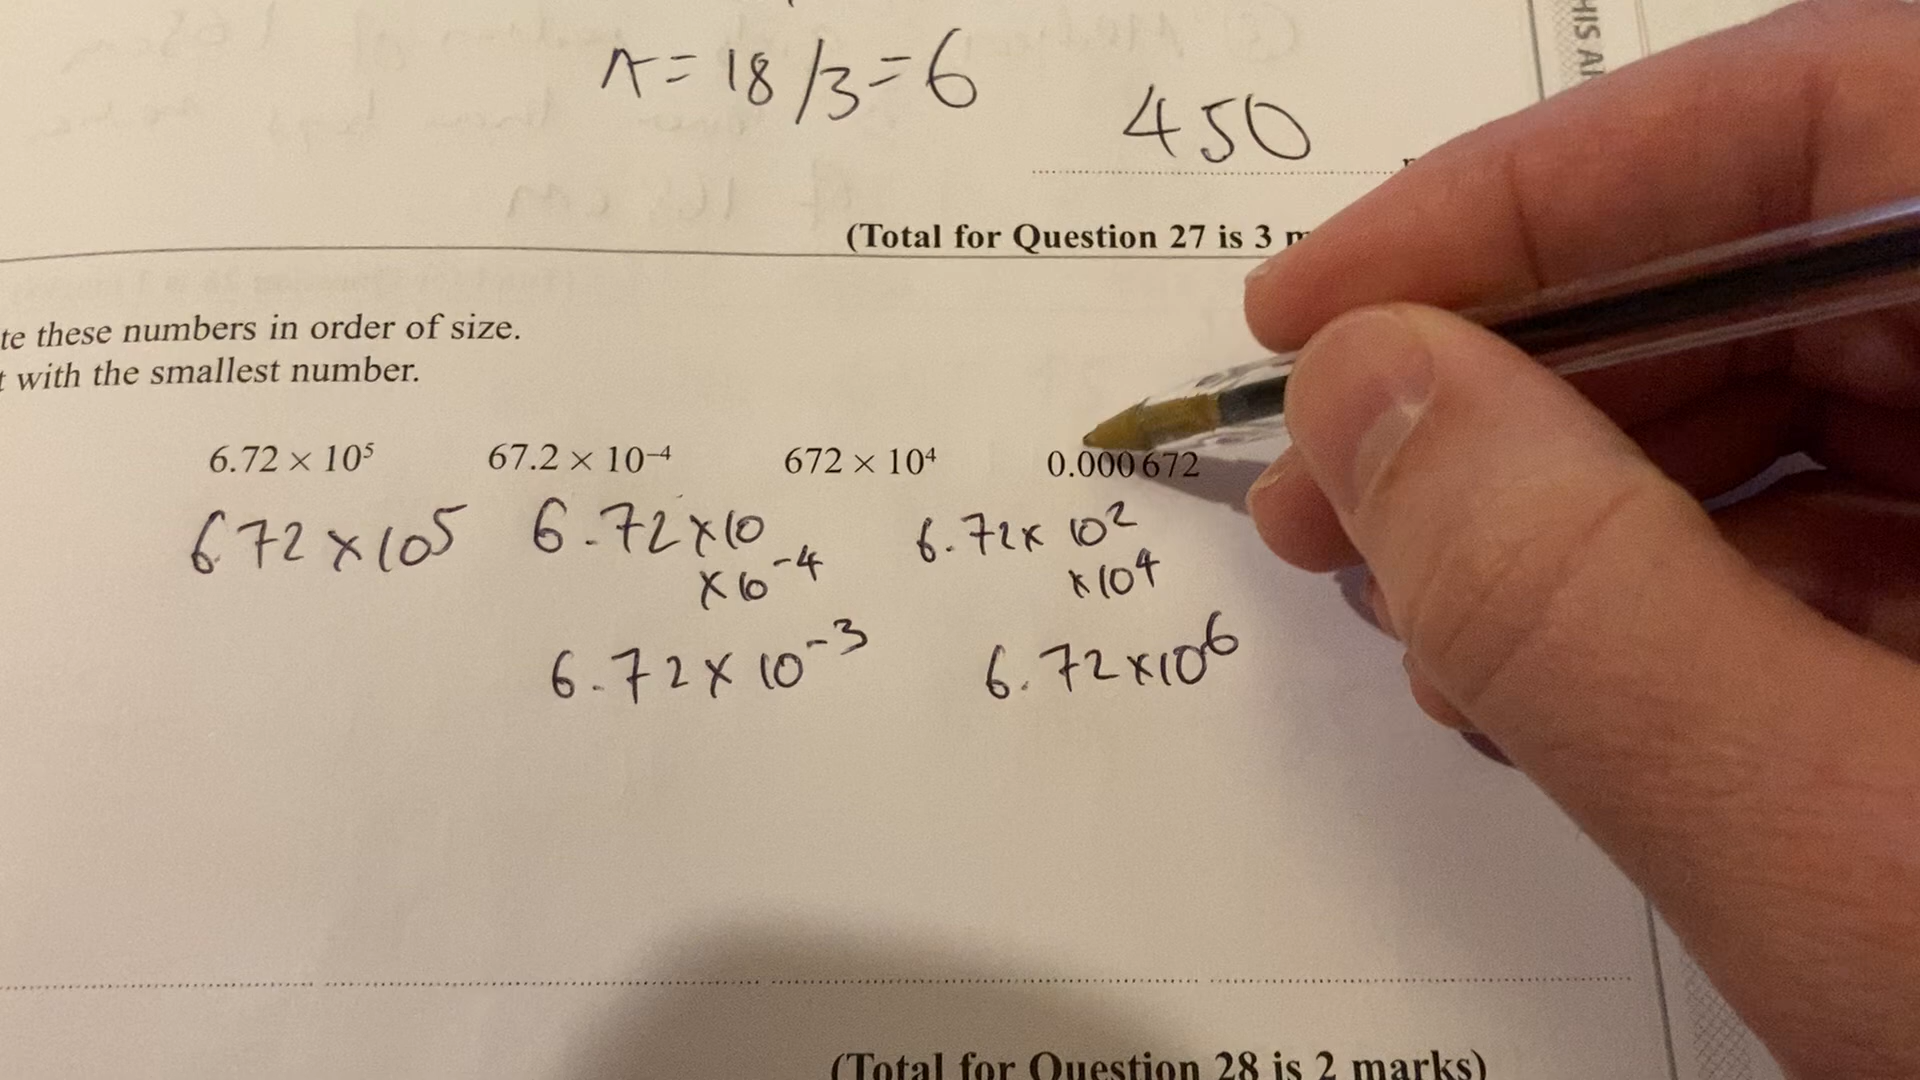 π = 18/3 = 6
450
(Total for Question 27 is 3
te these numbers in order of size.
t with the smallest number.
6.72 × 10⁵ 67.2 × 10⁻⁴ 672 × 10⁴ 0.000672
6.72 × 10⁵ 6.72 × 10 6.72 × 10²
× 10⁻⁴ × 10⁴
6.72 × 10⁻³ 6.72 × 10⁶
(Total for Question 28 is 2 marks)
HIS AR